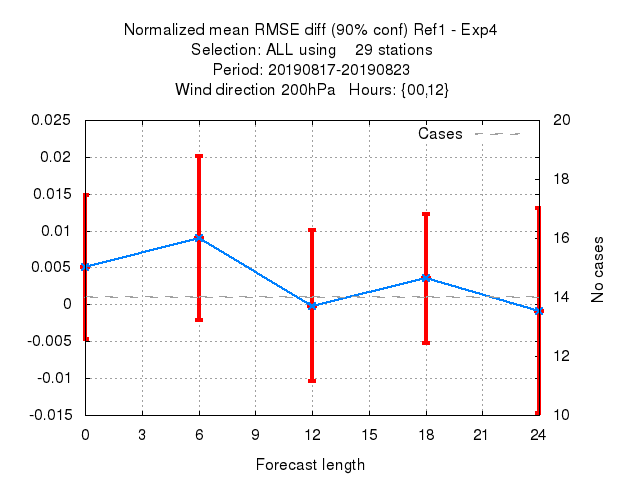 Normalized mean RMSE diff (90% conf) Ref1 - Exp4
Selection: ALL using    29 stations
Period: 20190817-20190823
Wind direction 200hPa   Hours: {00,12}
Cases
0.025
0.02
0.015
0.01
0.005
0
-0.005
-0.01
-0.015
20
18
16
14
12
10
No cases
0 3 6 9 12 15 18 21 24
Forecast length